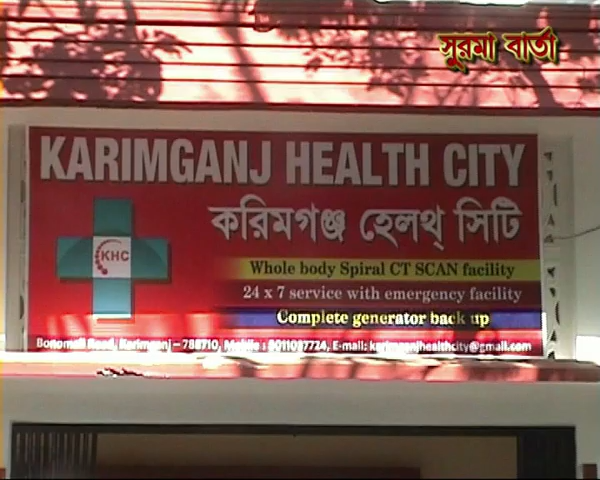 সুরমা বার্তা
KARIMGANJ HEALTH CITY
করিমগঞ্জ হেলথ্ সিটি
KHC
Whole body Spiral CT SCAN facility
24 x 7 service with emergency facility
Complete generator back up
Bonomali Road, Karimganj – 788710, Mobile : E-mail: karimganjhealthcity@gmail.com